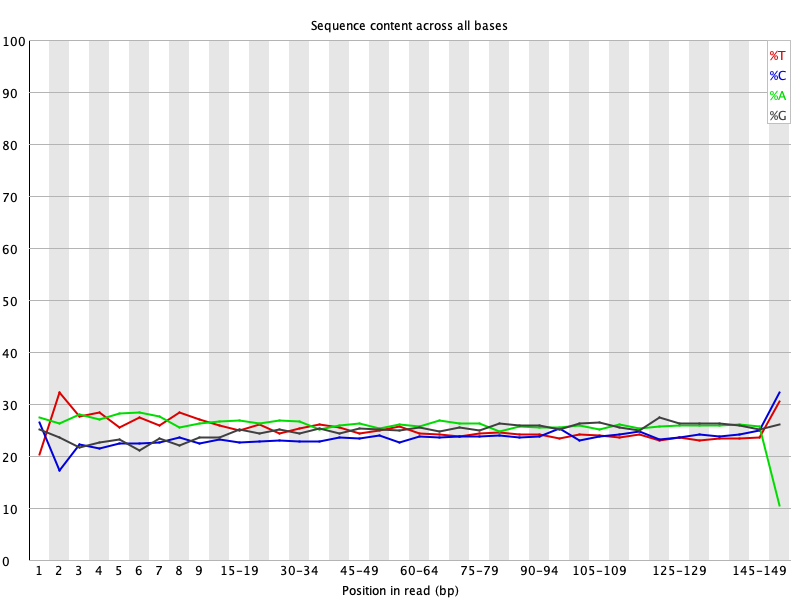 Sequence content across all bases
100
90
80
70
60
50
40
30
20
10
0
%T
%C
%A
%G
1 2 3 4 5 6 7 8 9 15-19 30-34 45-49 60-64 75-79 90-94 105-109 125-129 145-149
Position in read (bp)